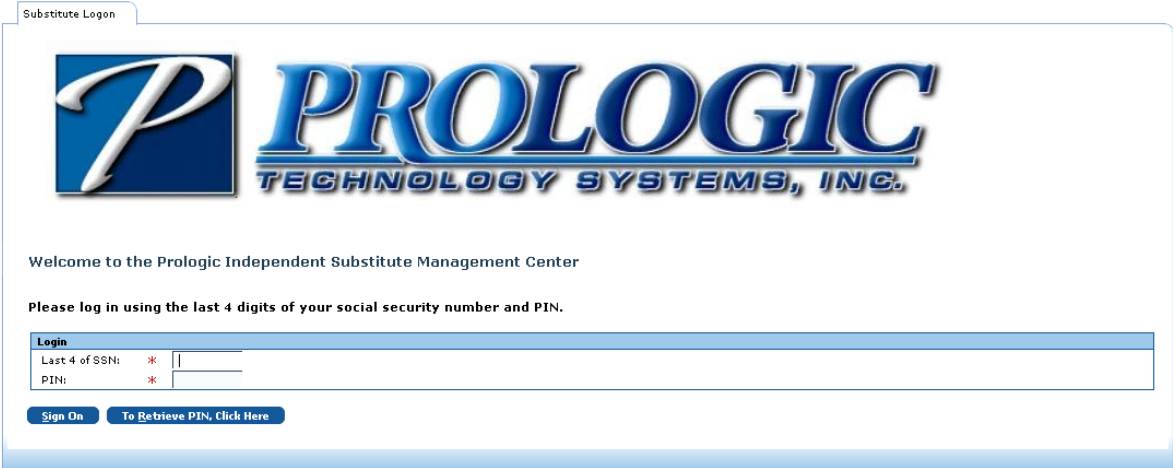 Substitute Logon
P PROLOGIC
TECHNOLOGY SYSTEMS, INC.
Welcome to the Prologic Independent Substitute Management Center
Please log in using the last 4 digits of your social security number and PIN.
Login
Last 4 of SSN: *
PIN: *
Sign On To Retrieve PIN, Click Here